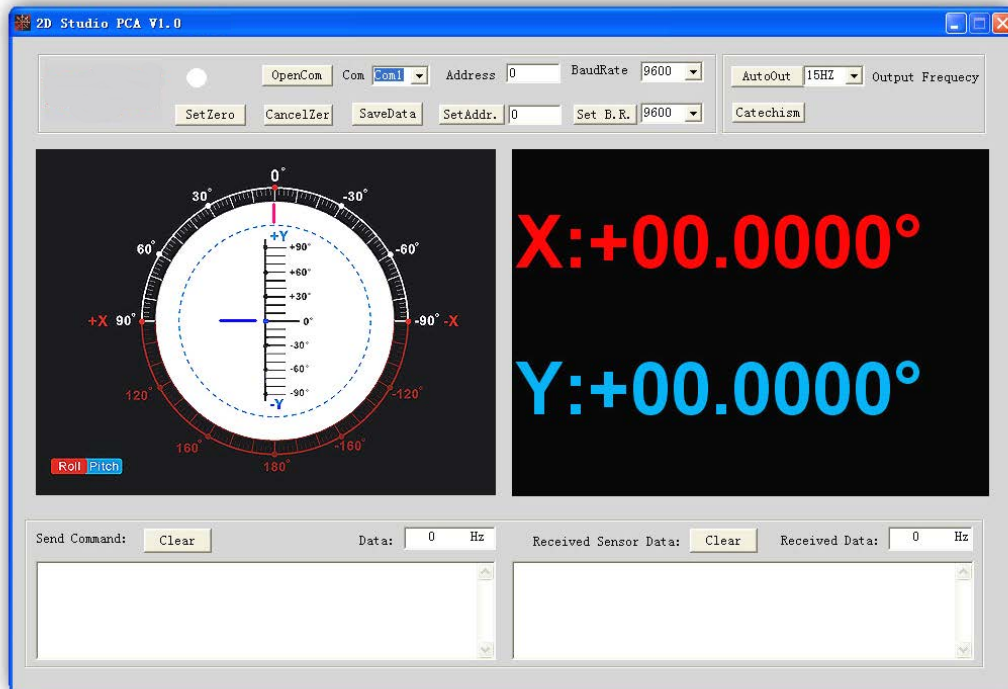 2D Studio PCA V1.0
OpenCom Com Com1 Address 0 BaudRate 9600
SetZero CancelZer SaveData SetAddr. 0 Set B.R. 9600
AutoOut 15HZ Output Frequecy
Catechism
0°
30° -30°
60° -60°
+X 90° -90° -X
120° -120°
160° -160°
180°
+Y
+90°
+60°
+30°
0°
-30°
-60°
-90°
-Y
Roll Pitch
X:+00.0000°
Y:+00.0000°
Send Command: Clear Data: 0 Hz
Received Sensor Data: Clear Received Data: 0 Hz